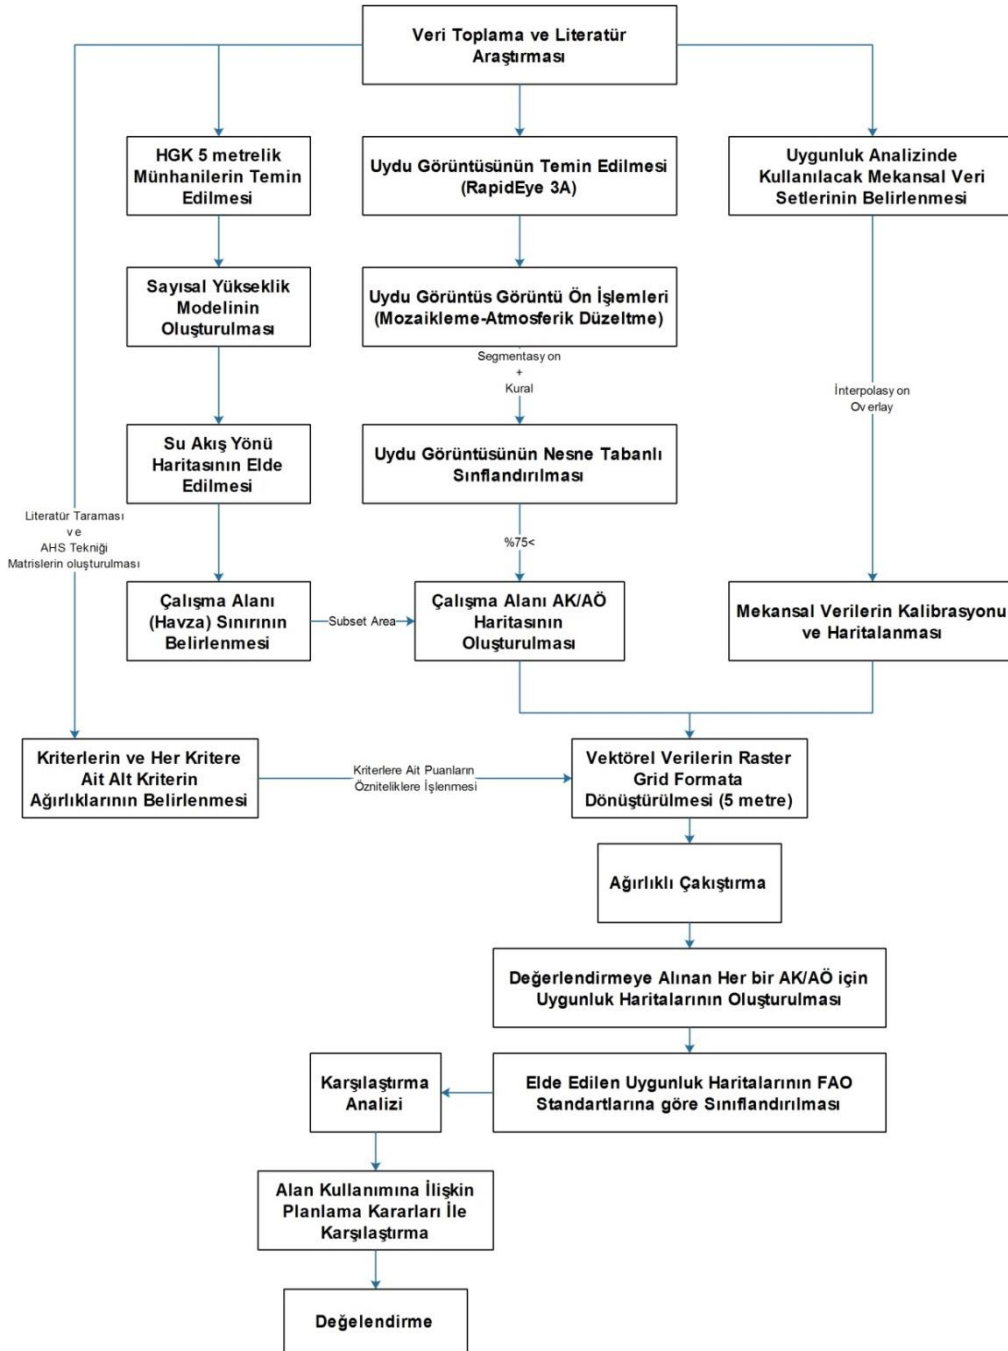 Veri Toplama ve Literatür
Araştırması
HGK 5 metrelik
Münhanilerin Temin
Edilmesi
Uydu Görüntüsünün Temin Edilmesi
(RapidEye 3A)
Uygunluk Analizinde
Kullanılacak Mekansal Veri
Setlerinin Belirlenmesi
Sayısal Yükseklik
Modelinin
Oluşturulması
Uydu Görüntüs Görüntü Ön İşlemleri
(Mozaikleme-Atmosferik Düzeltme)
Segmentasyon
+
Kural
İnterpolasyon
Overlay
Su Akış Yönü
Haritasının Elde
Edilmesi
Uydu Görüntüsünün Nesne Tabanlı
Sınflandırılması
Literatür Taraması
ve
AHS Tekniği
Matrislerin oluşturulması
%75<
Çalışma Alanı
(Havza) Sınırının
Belirlenmesi
Subset Area
Çalışma Alanı AK/AÖ
Haritasının
Oluşturulması
Mekansal Verilerin Kalibrasyonu
ve Haritalanması
Kriterlerin ve Her Kritere
Ait Alt Kriterin
Ağırlıklarının Belirlenmesi
Kriterlere Ait Puanların
Özniteliklere İşlenmesi
Vektörel Verilerin Raster
Grid Formata
Dönüştürülmesi (5 metre)
Ağırlıklı Çakıştırma
Değerlendirmeye Alınan Her bir AK/AÖ için
Uygunluk Haritalarının Oluşturulması
Karşılaştırma
Analizi
Elde Edilen Uygunluk Haritalarının FAO
Standartlarına göre Sınıflandırılması
Alan Kullanımına İlişkin
Planlama Kararları İle
Karşılaştırma
Değelendirme